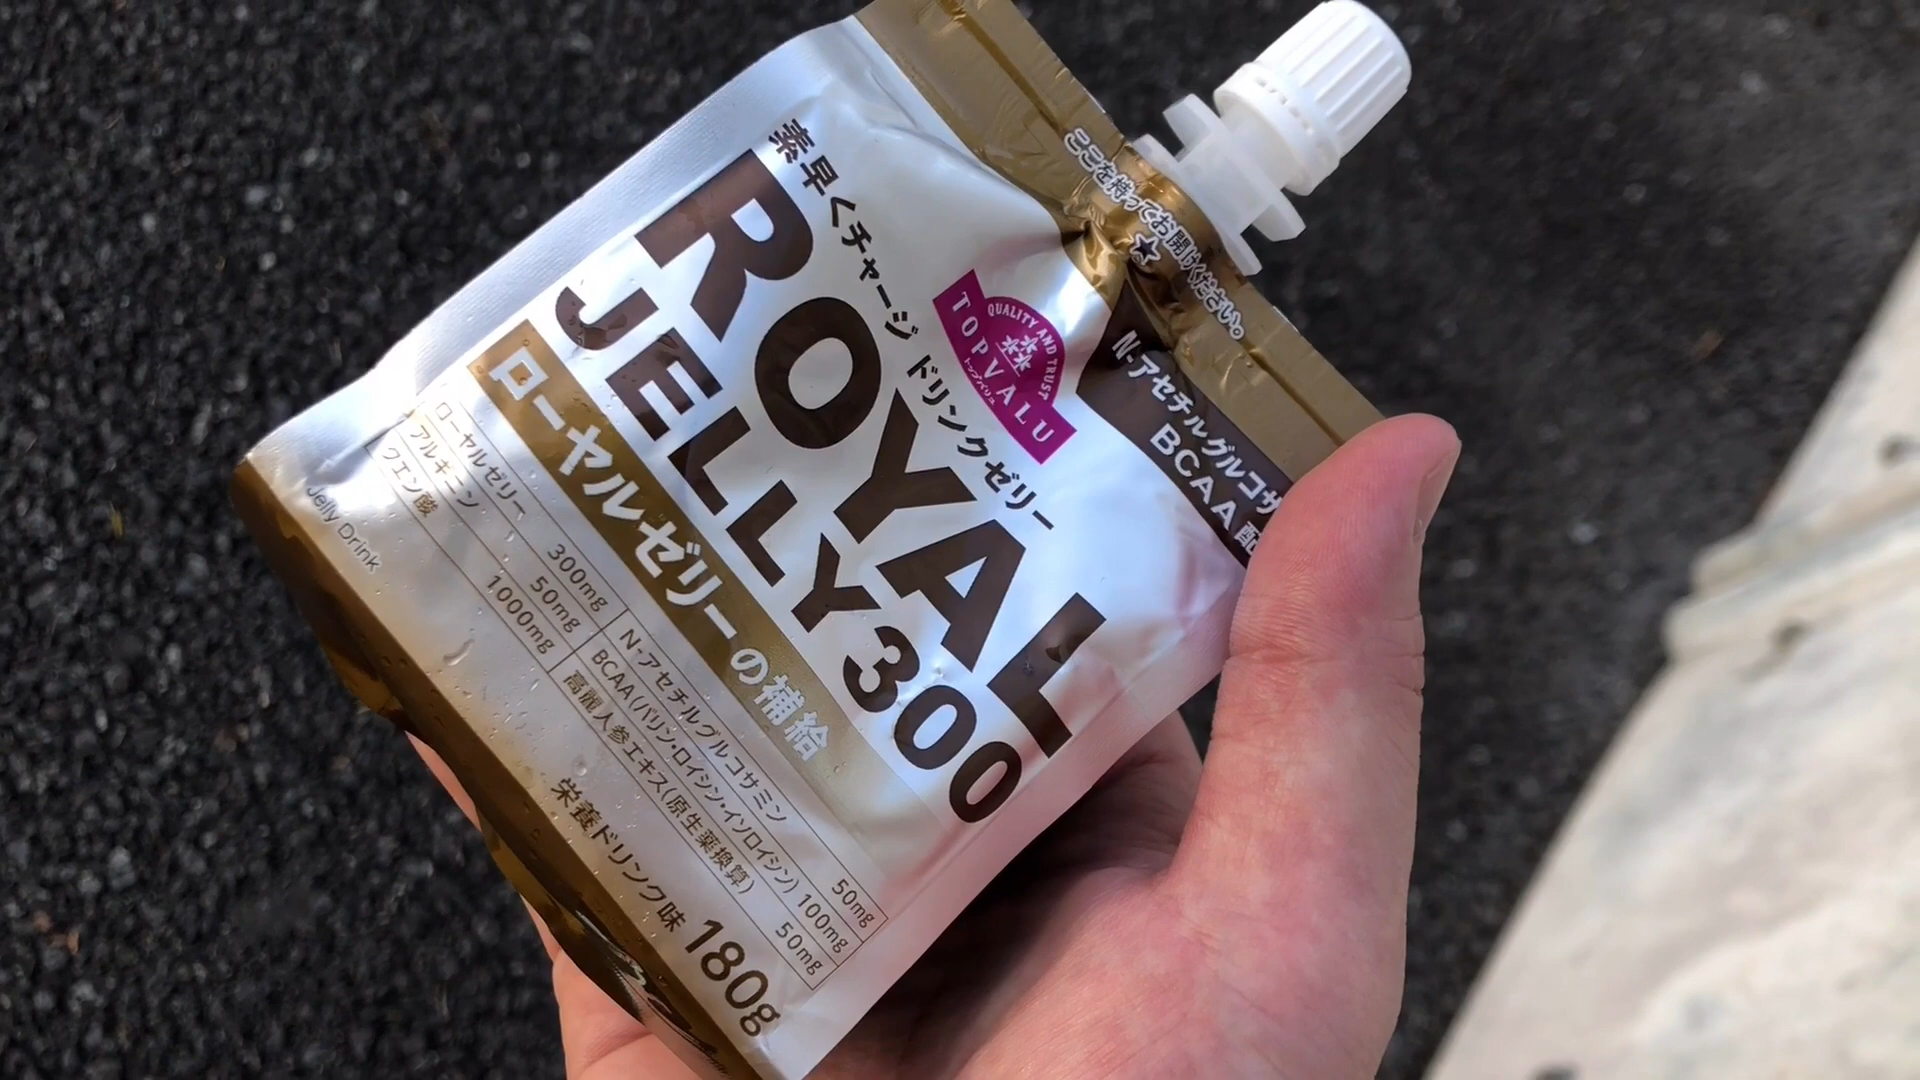 ここを持ってお開けください。
N-アセチルグルコサ
BCAA 配
QUALITY AND TRUST
TOPVALU
トップバリュ
素早くチャージ ドリンクゼリー
ROYAL
JELLY300
ローヤルゼリーの補給
ローヤルゼリー 300mg
アルギニン 50mg
クエン酸 1000mg
N-アセチルグルコサミン 50mg
BCAA(バリン・ロイシン・イソロイシン) 100mg
高麗人参エキス(原生薬換算) 50mg
Jelly Drink
栄養ドリンク味 180g